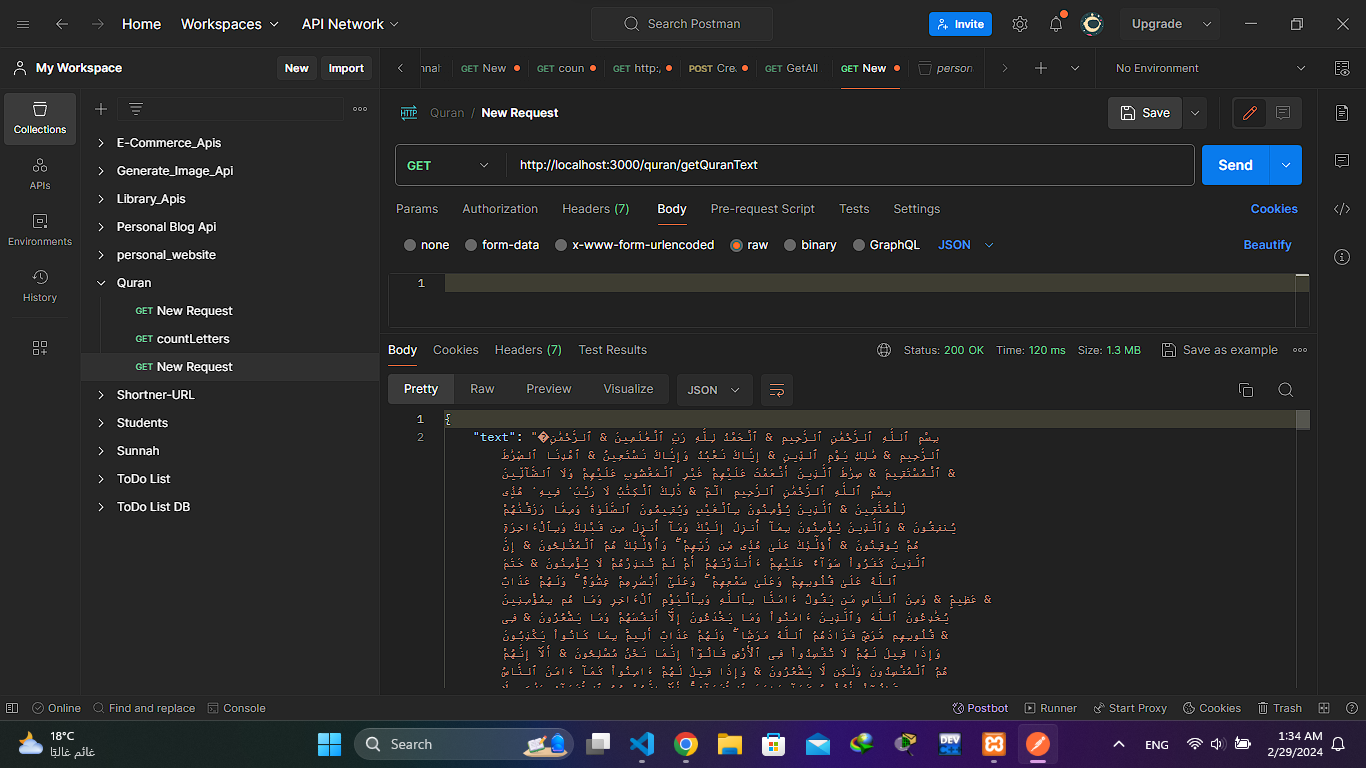 Home
Workspaces
API Network
Search Postman
Invite
Upgrade
My Workspace
New
Import
GET New
GET coun
GET http:,
POST Cre
GET GetAll
GET New
person
No Environment
Collections
APIs
Environments
History
E-Commerce_Apis
Generate_Image_Api
Library_Apis
Personal Blog Api
personal_website
Quran
GET New Request
GET countLetters
GET New Request
Shortner-URL
Students
Sunnah
ToDo List
ToDo List DB
HTTP Quran / New Request
Save
GET http://localhost:3000/quran/getQuranText
Send
Params Authorization Headers (7) Body Pre-request Script Tests Settings
Cookies
none form-data x-www-form-urlencoded raw binary GraphQL JSON
Beautify
1
Body Cookies Headers (7) Test Results
Status: 200 OK Time: 120 ms Size: 1.3 MB
Save as example
Pretty Raw Preview Visualize JSON
1 {
2 "text": "�بِسْمِ ٱللَّهِ ٱلرَّحْمَٰنِ ٱلرَّحِيمِ & ٱلْحَمْدُ لِلَّهِ رَبِّ ٱلْعَٰلَمِينَ & ٱلرَّحْمَٰنِ
ٱلرَّحِيمِ & مَٰلِكِ يَوْمِ ٱلدِّينِ & إِيَّاكَ نَعْبُدُ وَإِيَّاكَ نَسْتَعِينُ & ٱهْدِنَا ٱلصِّرَٰطَ
ٱلْمُسْتَقِيمَ & صِرَٰطَ ٱلَّذِينَ أَنْعَمْتَ عَلَيْهِمْ غَيْرِ ٱلْمَغْضُوبِ عَلَيْهِمْ وَلَا ٱلضَّآلِّينَ &
بِسْمِ ٱللَّهِ ٱلرَّحْمَٰنِ ٱلرَّحِيمِ الٓمٓ & ذَٰلِكَ ٱلْكِتَٰبُ لَا رَيْبَ ۛ فِيهِ ۛ هُدًى
لِّلْمُتَّقِينَ & ٱلَّذِينَ يُؤْمِنُونَ بِٱلْغَيْبِ وَيُقِيمُونَ ٱلصَّلَوٰةَ وَمِمَّا رَزَقْنَٰهُمْ
يُنفِقُونَ & وَٱلَّذِينَ يُؤْمِنُونَ بِمَآ أُنزِلَ إِلَيْكَ وَمَآ أُنزِلَ مِن قَبْلِكَ وَبِٱلْءَاخِرَةِ
هُمْ يُوقِنُونَ & أُو۟لَٰٓئِكَ عَلَىٰ هُدًى مِّن رَّبِّهِمْ ۖ وَأُو۟لَٰٓئِكَ هُمُ ٱلْمُفْلِحُونَ & إِنَّ
ٱلَّذِينَ كَفَرُوا۟ سَوَآءٌ عَلَيْهِمْ ءَأَنذَرْتَهُمْ أَمْ لَمْ تُنذِرْهُمْ لَا يُؤْمِنُونَ & خَتَمَ
ٱللَّهُ عَلَىٰ قُلُوبِهِمْ وَعَلَىٰ سَمْعِهِمْ ۖ وَعَلَىٰٓ أَبْصَٰرِهِمْ غِشَٰوَةٌ ۖ وَلَهُمْ عَذَابٌ
عَظِيمٌ & وَمِنَ ٱلنَّاسِ مَن يَقُولُ ءَامَنَّا بِٱللَّهِ وَبِٱلْيَوْمِ ٱلْءَاخِرِ وَمَا هُم بِمُؤْمِنِينَ &
يُخَٰدِعُونَ ٱللَّهَ وَٱلَّذِينَ ءَامَنُوا۟ وَمَا يَخْدَعُونَ إِلَّآ أَنفُسَهُمْ وَمَا يَشْعُرُونَ & فِى
قُلُوبِهِم مَّرَضٌ فَزَادَهُمُ ٱللَّهُ مَرَضًا ۖ وَلَهُمْ عَذَابٌ أَلِيمٌۢ بِمَا كَانُوا۟ يَكْذِبُونَ &
وَإِذَا قِيلَ لَهُمْ لَا تُفْسِدُوا۟ فِى ٱلْأَرْضِ قَالُوٓا۟ إِنَّمَا نَحْنُ مُصْلِحُونَ & أَلَآ إِنَّهُمْ
هُمُ ٱلْمُفْسِدُونَ وَلَٰكِن لَّا يَشْعُرُونَ & وَإِذَا قِيلَ لَهُمْ ءَامِنُوا۟ كَمَآ ءَامَنَ ٱلنَّاسُ
Online Find and replace Console
Postbot Runner Start Proxy Cookies Trash
18°C
غائم غالبًا
Search
DEV
ENG
1:34 AM
2/29/2024